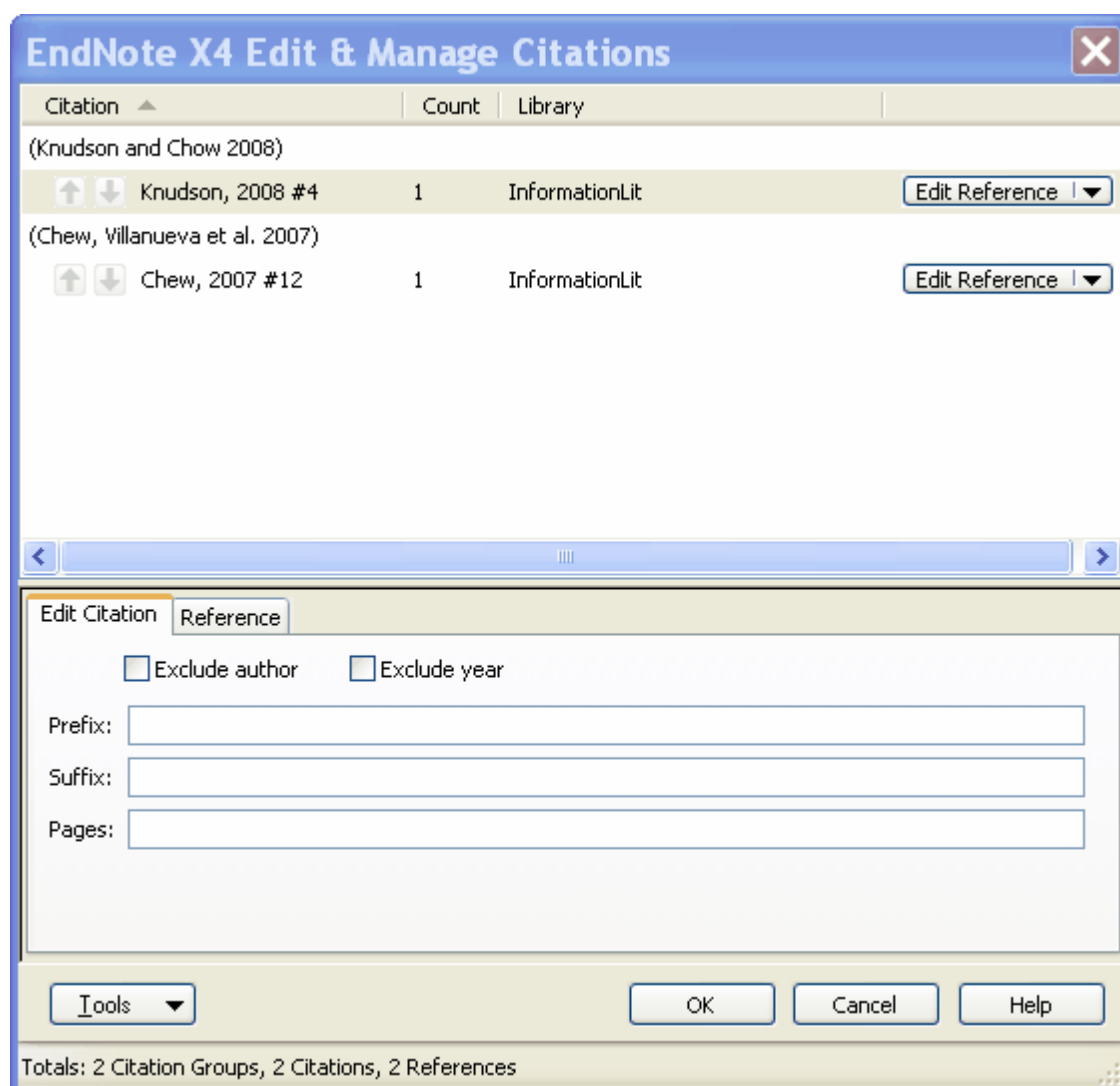 EndNote X4 Edit & Manage Citations
Citation Count Library
(Knudson and Chow 2008)
Knudson, 2008 #4 1 InformationLit Edit Reference
(Chew, Villanueva et al. 2007)
Chew, 2007 #12 1 InformationLit Edit Reference
Edit Citation Reference
Exclude author Exclude year
Prefix:
Suffix:
Pages:
Tools OK Cancel Help
Totals: 2 Citation Groups, 2 Citations, 2 References